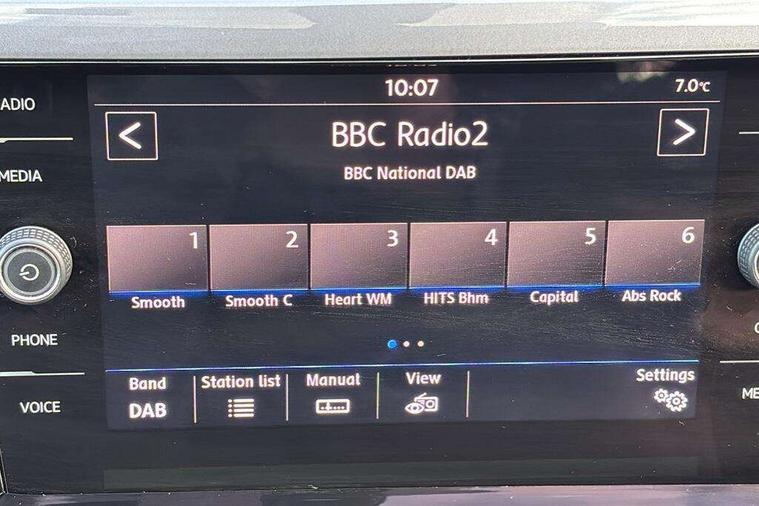 10:07
7.0°C
BBC Radio2
BBC National DAB
1 2 3 4 5 6
Smooth Smooth C Heart WM HITS Bhm Capital Abs Rock
Band Station list Manual View Settings
DAB
ADIO
MEDIA
PHONE
VOICE
ME